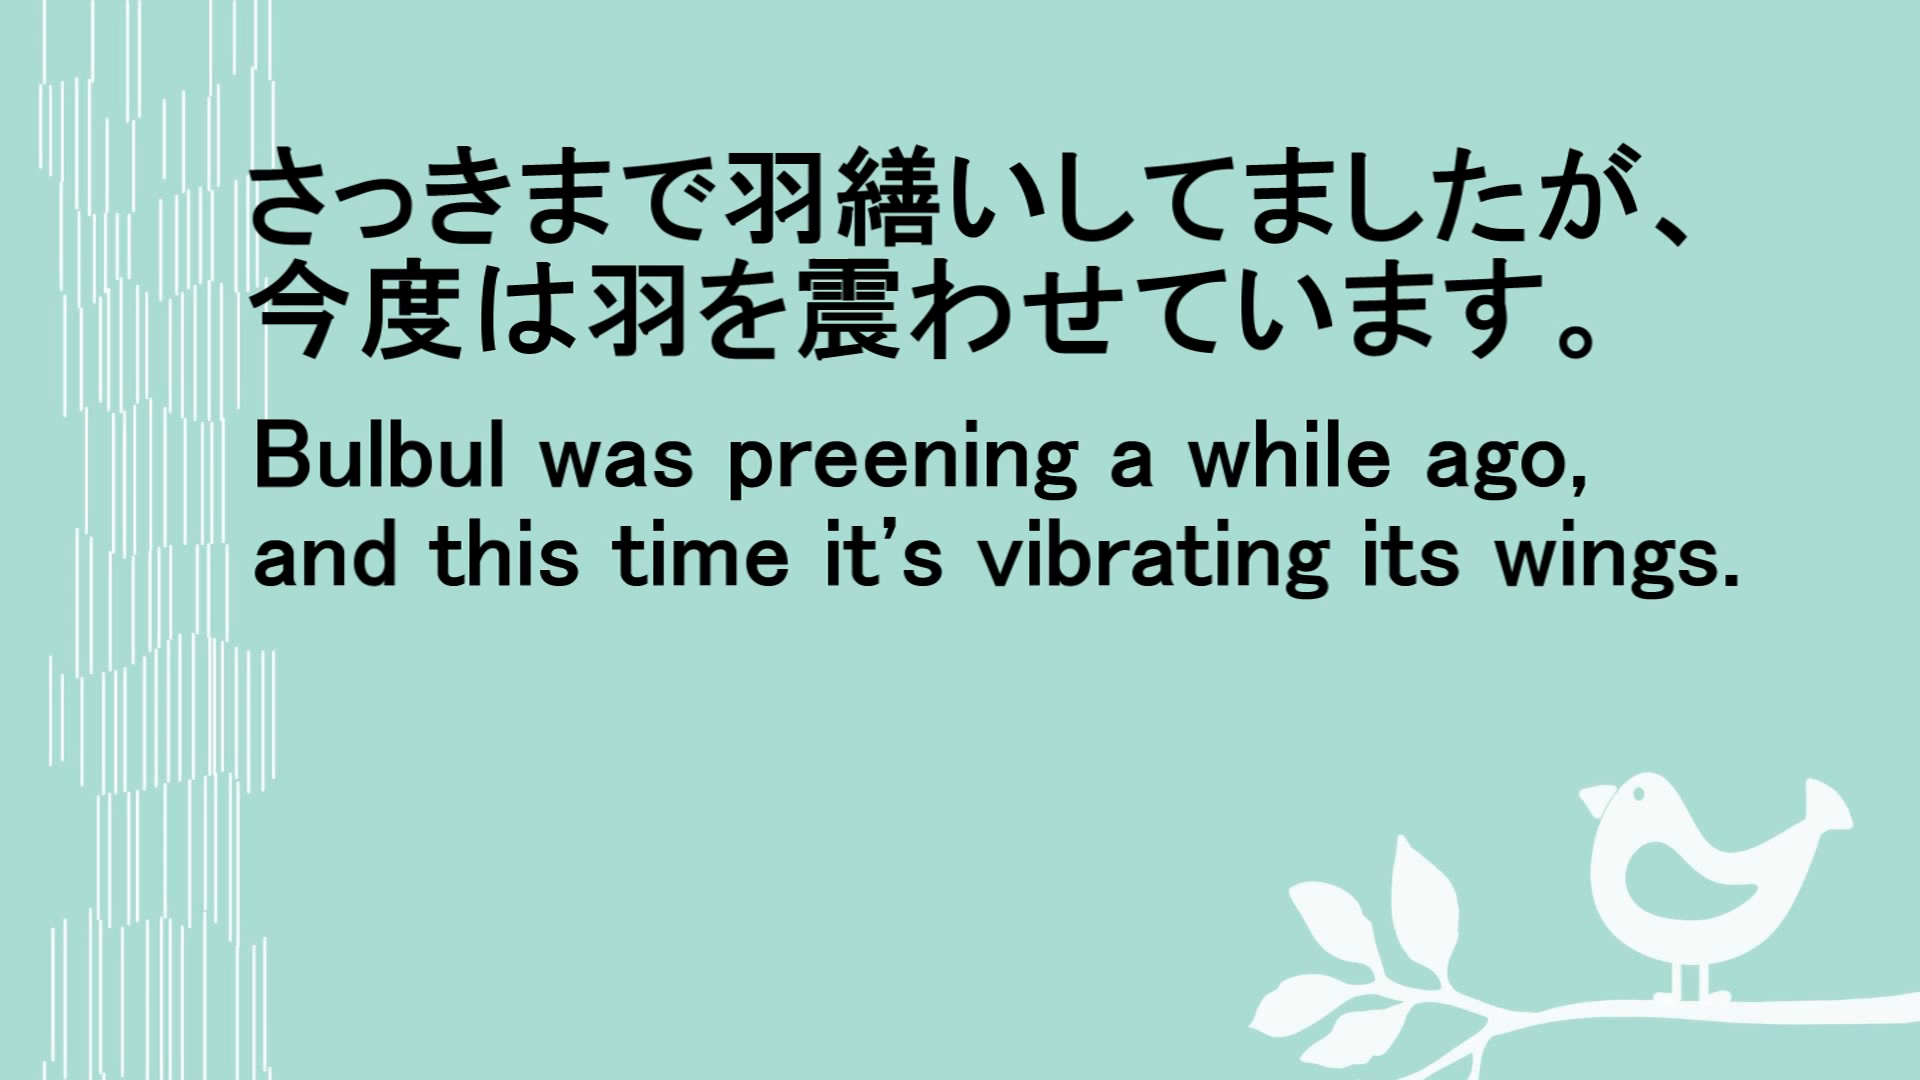 さっきまで羽繕いしてましたが、
今度は羽を震わせています。
Bulbul was preening a while ago,
and this time it's vibrating its wings.